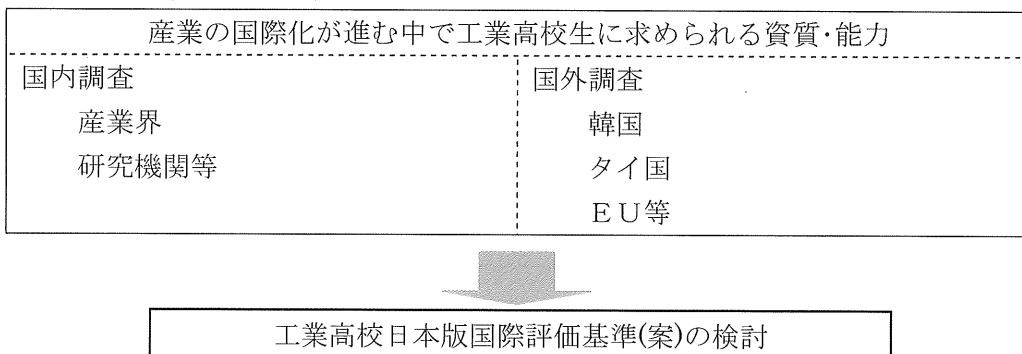 産業の国際化が進む中で工業高校生に求められる資質・能力
国内調査
産業界
研究機関等
国外調査
韓国
タイ国
ＥＵ等
工業高校日本版国際評価基準(案)の検討